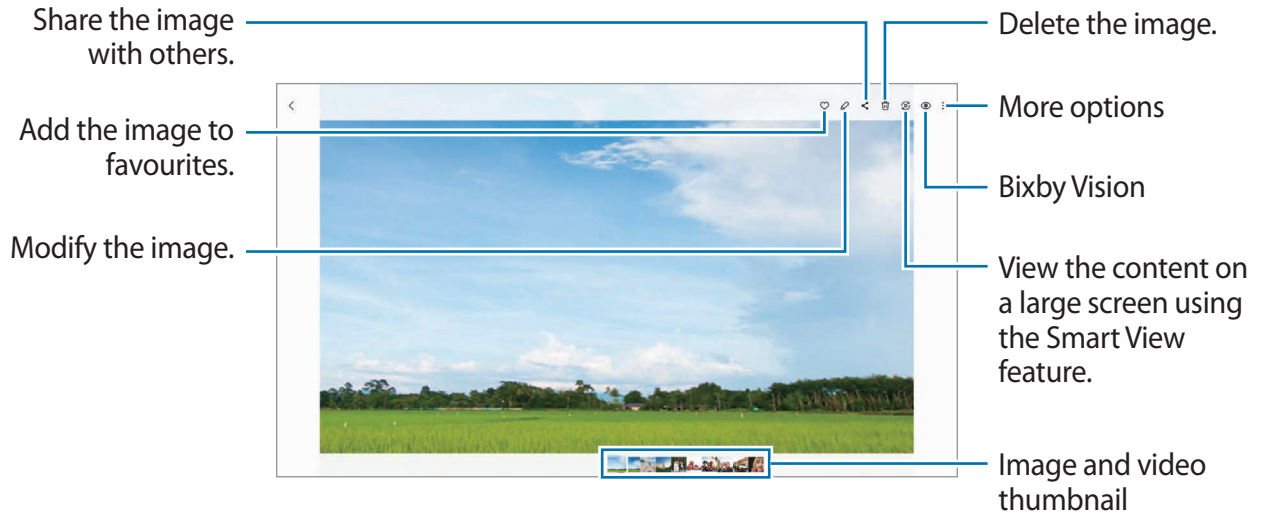 Share the image
with others.
Add the image to
favourites.
Modify the image.
Delete the image.
More options
Bixby Vision
View the content on
a large screen using
the Smart View
feature.
Image and video
thumbnail